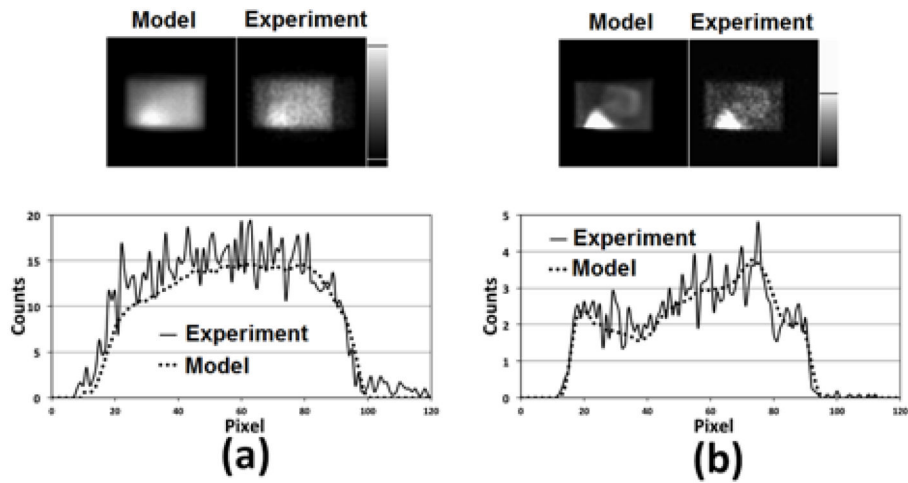 Model Experiment
Model Experiment
20
15
10
5
0
Counts
Experiment
Model
0 20 40 60 80 100 120
Pixel
(a)
5
4
3
2
1
0
Counts
Experiment
Model
0 20 40 60 80 100 120
Pixel
(b)